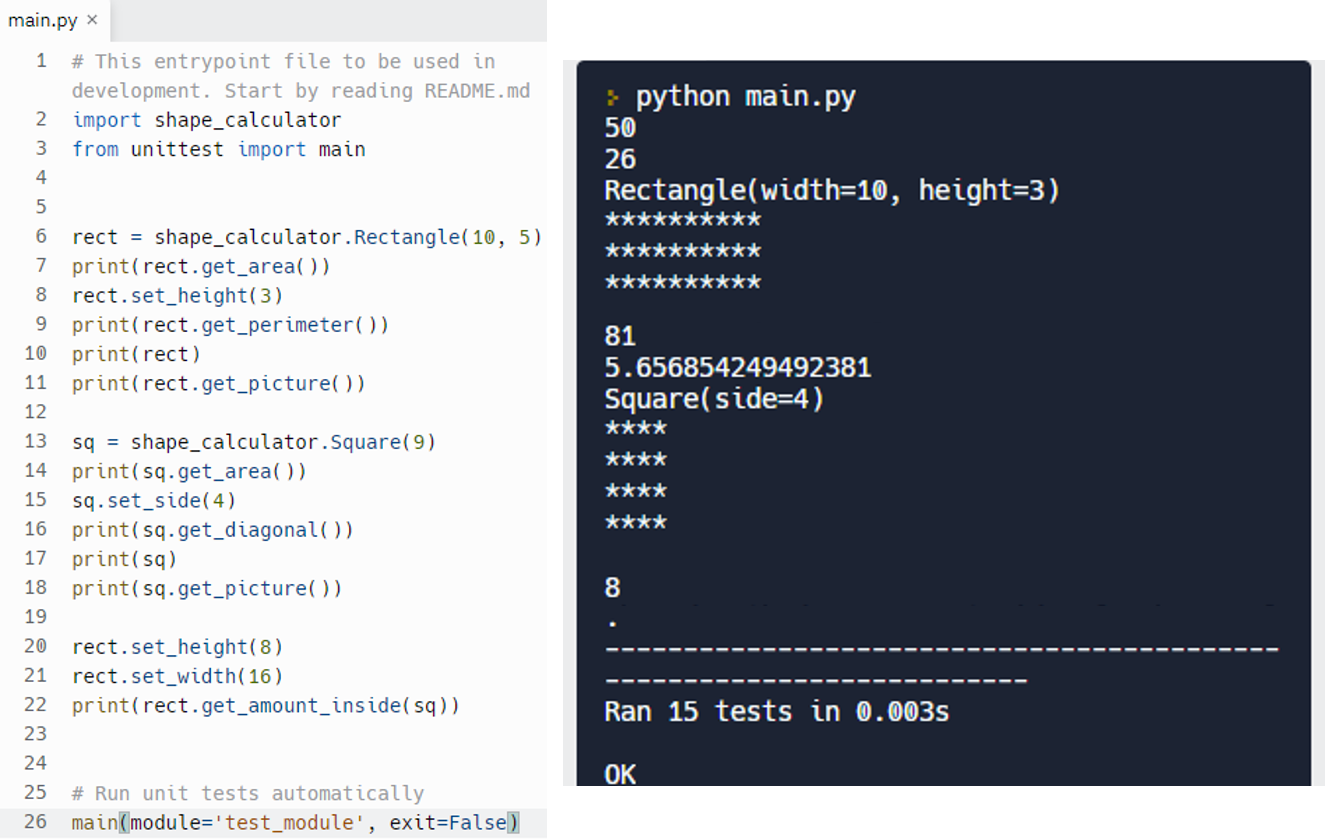 main.py ×
1 # This entrypoint file to be used in
development. Start by reading README.md
2 import shape_calculator
3 from unittest import main
4
5
6 rect = shape_calculator.Rectangle(10, 5)
7 print(rect.get_area())
8 rect.set_height(3)
9 print(rect.get_perimeter())
10 print(rect)
11 print(rect.get_picture())
12
13 sq = shape_calculator.Square(9)
14 print(sq.get_area())
15 sq.set_side(4)
16 print(sq.get_diagonal())
17 print(sq)
18 print(sq.get_picture())
19
20 rect.set_height(8)
21 rect.set_width(16)
22 print(rect.get_amount_inside(sq))
23
24
25 # Run unit tests automatically
26 main(module='test_module', exit=False)
> python main.py
50
26
Rectangle(width=10, height=3)
**********
**********
**********
81
5.656854249492381
Square(side=4)
****
****
****
****
8
.
-------------------------------------------
---------------------------
Ran 15 tests in 0.003s
OK